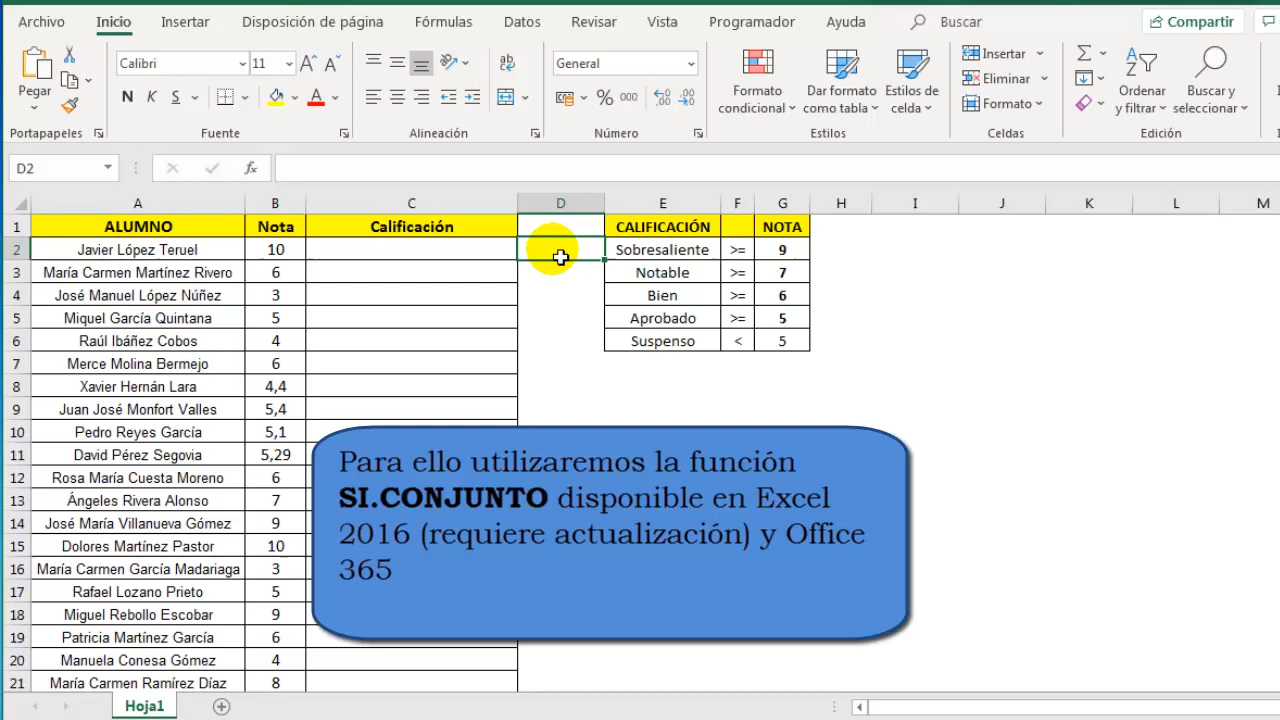 Archivo Inicio Insertar Disposición de página Fórmulas Datos Revisar Vista Programador Ayuda Buscar Compartir
Pegar
Calibri 11
N K S
General
% 000
Formato condicional
Dar formato como tabla
Estilos de celda
Insertar
Eliminar
Formato
Ordenar y filtrar
Buscar y seleccionar
Portapapeles Fuente Alineación Número Estilos Celdas Edición
D2 fx
A B C D E F G H I J K L M
1 ALUMNO Nota Calificación CALIFICACIÓN NOTA
2 Javier López Teruel 10 Sobresaliente >= 9
3 María Carmen Martínez Rivero 6 Notable >= 7
4 José Manuel López Núñez 3 Bien >= 6
5 Miquel García Quintana 5 Aprobado >= 5
6 Raúl Ibáñez Cobos 4 Suspenso < 5
7 Merce Molina Bermejo 6
8 Xavier Hernán Lara 4,4
9 Juan José Monfort Valles 5,4
10 Pedro Reyes García 5,1
11 David Pérez Segovia 5,29
12 Rosa María Cuesta Moreno 6
13 Ángeles Rivera Alonso 7
14 José María Villanueva Gómez 9
15 Dolores Martínez Pastor 10
16 María Carmen García Madariaga 3
17 Rafael Lozano Prieto 5
18 Miguel Rebollo Escobar 9
19 Patricia Martínez García 6
20 Manuela Conesa Gómez 4
21 María Carmen Ramírez Díaz 8
Para ello utilizaremos la función
SI.CONJUNTO disponible en Excel
2016 (requiere actualización) y Office
365
Hoja1